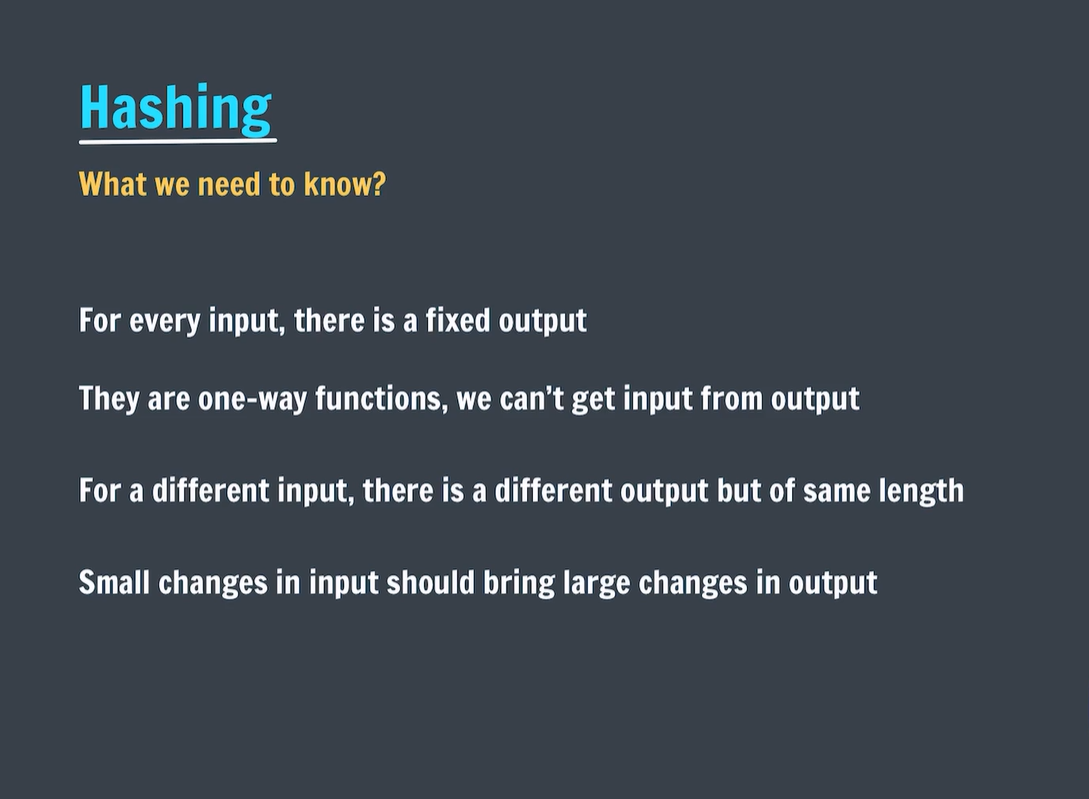 Hashing
What we need to know?
For every input, there is a fixed output
They are one-way functions, we can’t get input from output
For a different input, there is a different output but of same length
Small changes in input should bring large changes in output